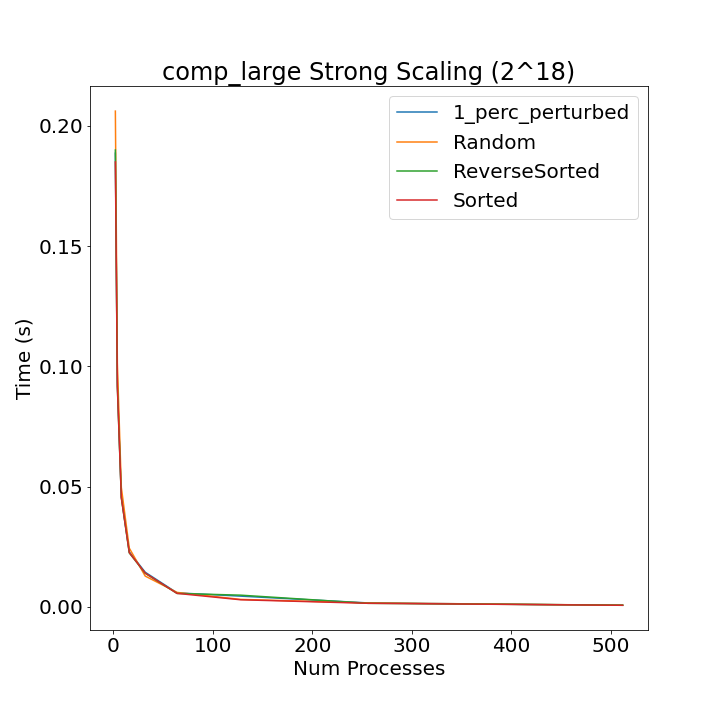 comp_large Strong Scaling (2^18)
1_perc_perturbed
Random
ReverseSorted
Sorted
0.20
0.15
0.10
0.05
0.00
Time (s)
0 100 200 300 400 500
Num Processes